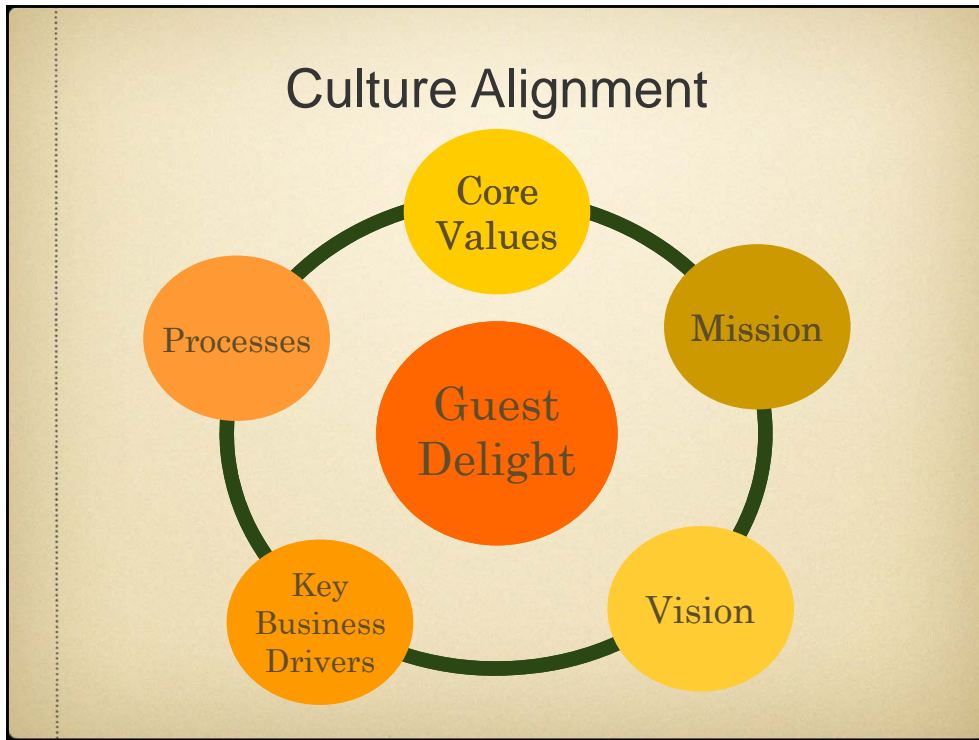 Culture Alignment
Core
Values
Mission
Vision
Key
Business
Drivers
Processes
Guest
Delight